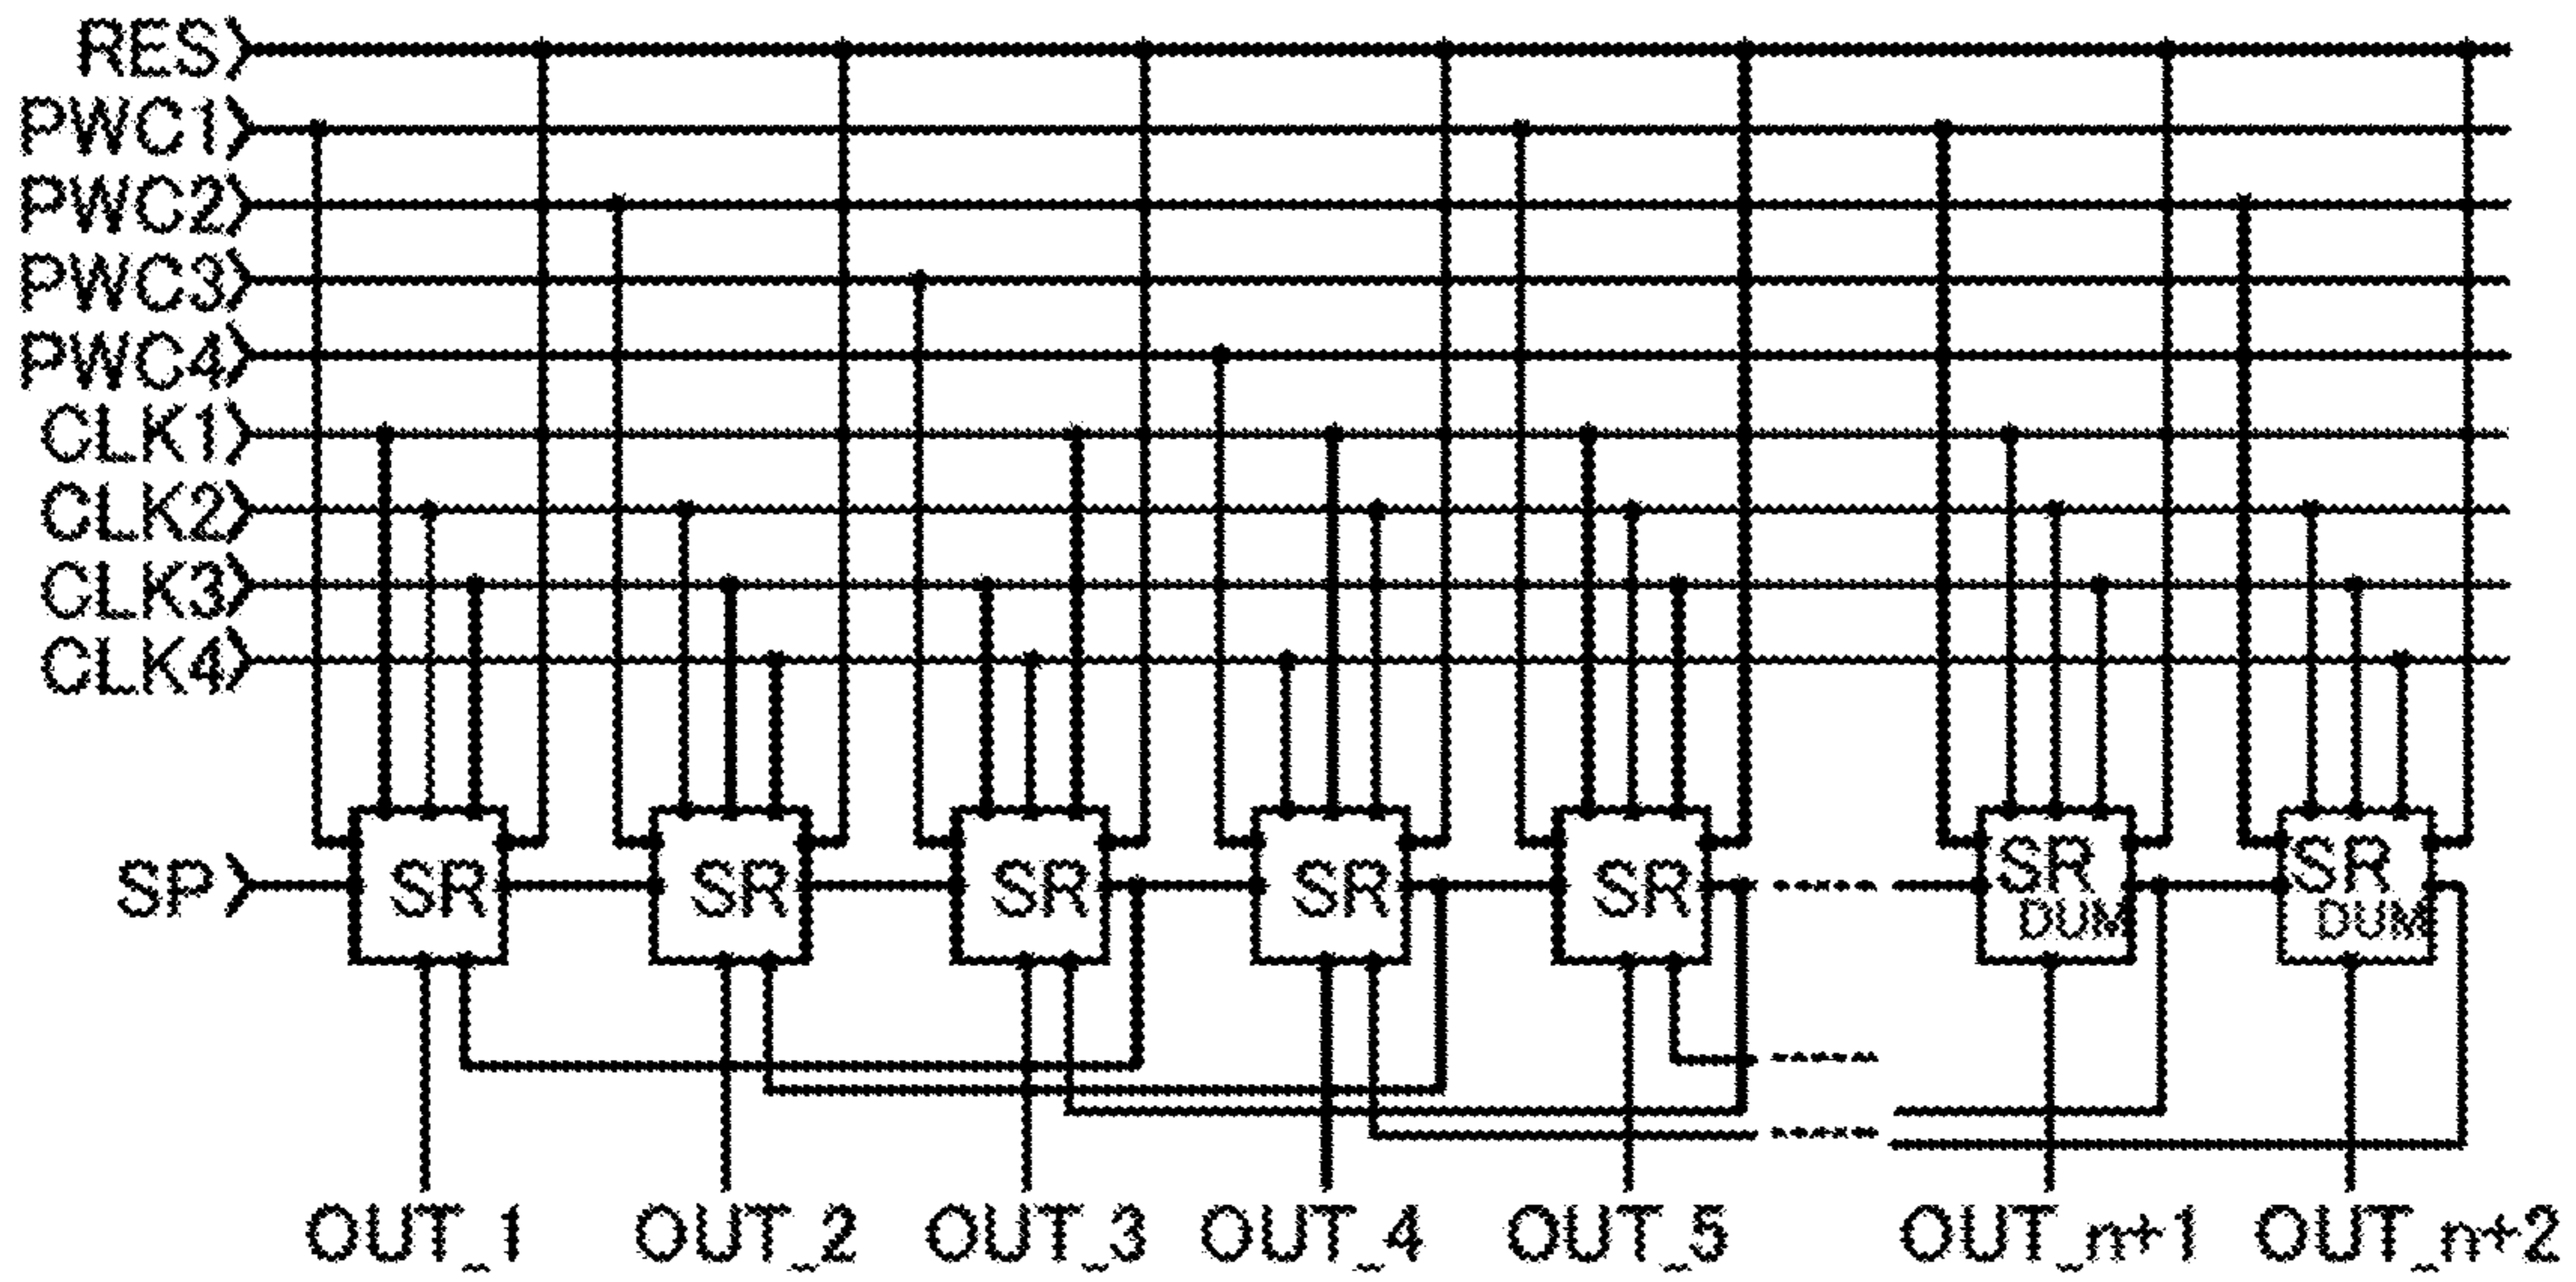 RES
PWC1
PWC2
PWC3
PWC4
CLK1
CLK2
CLK3
CLK4
SP SR SR SR SR SR SR SR
DUM DUM
OUT_1 OUT_2 OUT_3 OUT_4 OUT_5 OUT_n+1 OUT_n+2